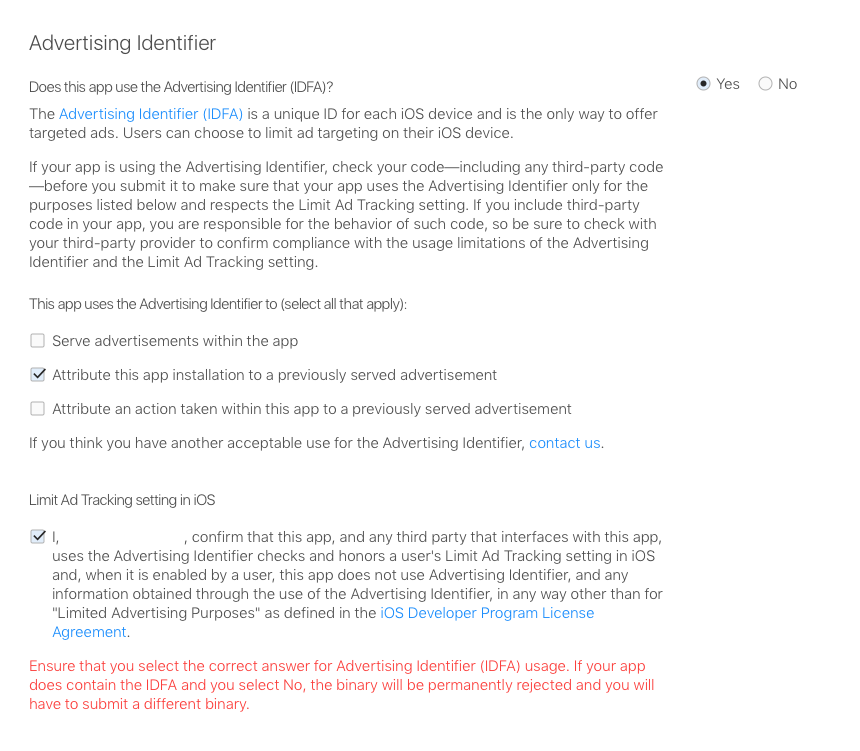 Advertising Identifier
Does this app use the Advertising Identifier (IDFA)?
Yes No
The Advertising Identifier (IDFA) is a unique ID for each iOS device and is the only way to offer
targeted ads. Users can choose to limit ad targeting on their iOS device.
If your app is using the Advertising Identifier, check your code—including any third-party code
—before you submit it to make sure that your app uses the Advertising Identifier only for the
purposes listed below and respects the Limit Ad Tracking setting. If you include third-party
code in your app, you are responsible for the behavior of such code, so be sure to check with
your third-party provider to confirm compliance with the usage limitations of the Advertising
Identifier and the Limit Ad Tracking setting.
This app uses the Advertising Identifier to (select all that apply):
Serve advertisements within the app
Attribute this app installation to a previously served advertisement
Attribute an action taken within this app to a previously served advertisement
If you think you have another acceptable use for the Advertising Identifier, contact us.
Limit Ad Tracking setting in iOS
I, , confirm that this app, and any third party that interfaces with this app,
uses the Advertising Identifier checks and honors a user's Limit Ad Tracking setting in iOS
and, when it is enabled by a user, this app does not use Advertising Identifier, and any
information obtained through the use of the Advertising Identifier, in any way other than for
"Limited Advertising Purposes" as defined in the iOS Developer Program License
Agreement.
Ensure that you select the correct answer for Advertising Identifier (IDFA) usage. If your app
does contain the IDFA and you select No, the binary will be permanently rejected and you will
have to submit a different binary.